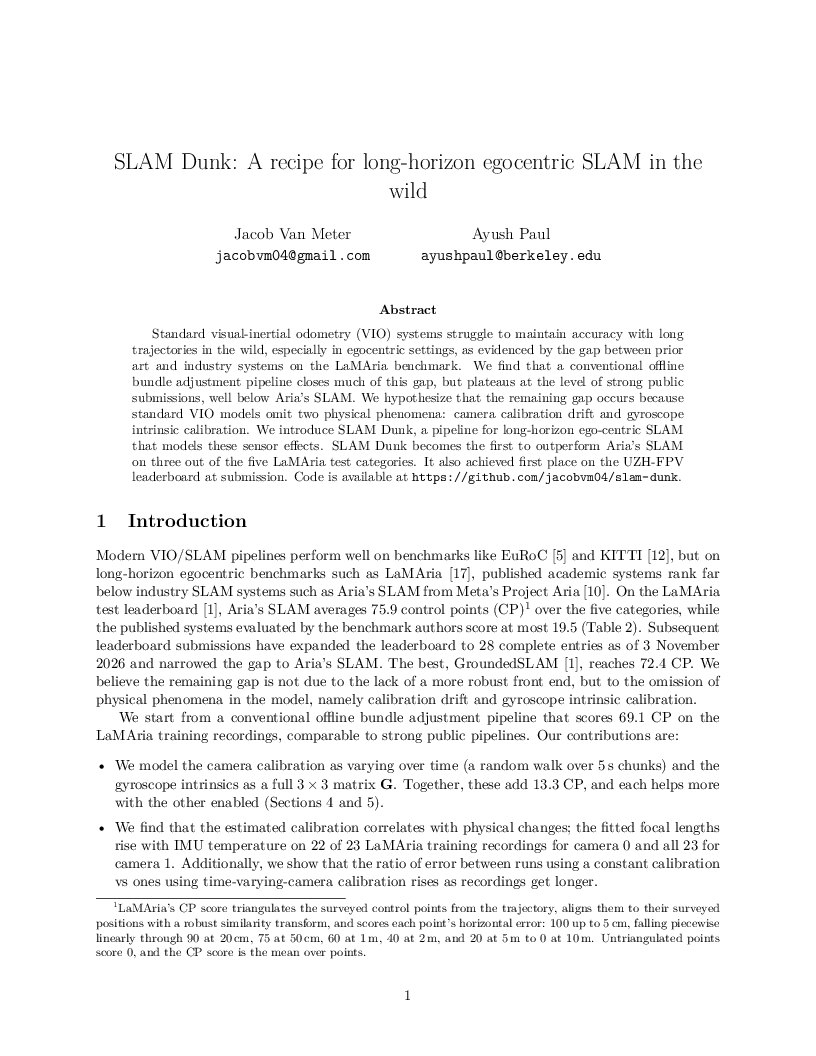 SLAM Dunk: A recipe for long-horizon egocentric SLAM in the
wild
Jacob Van Meter
jacobvm04@gmail.com
Ayush Paul
ayushpaul@berkeley.edu
Abstract
Standard visual-inertial odometry (VIO) systems struggle to maintain accuracy with long
trajectories in the wild, especially in egocentric settings, as evidenced by the gap between prior
art and industry systems on the LaMAria benchmark. We find that a conventional offline
bundle adjustment pipeline closes much of this gap, but plateaus at the level of strong public
submissions, well below Aria's SLAM. We hypothesize that the remaining gap occurs because
standard VIO models omit two physical phenomena: camera calibration drift and gyroscope
intrinsic calibration. We introduce SLAM Dunk, a pipeline for long-horizon ego-centric SLAM
that models these sensor effects. SLAM Dunk becomes the first to outperform Aria's SLAM
on three out of the five LaMAria test categories. It also achieved first place on the UZH-FPV
leaderboard at submission. Code is available at https://github.com/jacobvm04/slam-dunk.
1 Introduction
Modern VIO/SLAM pipelines perform well on benchmarks like EuRoC [5] and KITTI [12], but on
long-horizon egocentric benchmarks such as LaMAria [17], published academic systems rank far
below industry SLAM systems such as Aria's SLAM from Meta's Project Aria [10]. On the LaMAria
test leaderboard [1], Aria's SLAM averages 75.9 control points (CP)¹ over the five categories, while
the published systems evaluated by the benchmark authors score at most 19.5 (Table 2). Subsequent
leaderboard submissions have expanded the leaderboard to 28 complete entries as of 3 November
2026 and narrowed the gap to Aria's SLAM. The best, GroundedSLAM [1], reaches 72.4 CP. We
believe the remaining gap is not due to the lack of a more robust front end, but to the omission of
physical phenomena in the model, namely calibration drift and gyroscope intrinsic calibration.
We start from a conventional offline bundle adjustment pipeline that scores 69.1 CP on the
LaMAria training recordings, comparable to strong public pipelines. Our contributions are:
• We model the camera calibration as varying over time (a random walk over 5 s chunks) and the
gyroscope intrinsics as a full 3 × 3 matrix G. Together, these add 13.3 CP, and each helps more
with the other enabled (Sections 4 and 5).
• We find that the estimated calibration correlates with physical changes; the fitted focal lengths
rise with IMU temperature on 22 of 23 LaMAria training recordings for camera 0 and all 23 for
camera 1. Additionally, we show that the ratio of error between runs using a constant calibration
vs ones using time-varying-camera calibration rises as recordings get longer.
¹LaMAria's CP score triangulates the surveyed control points from the trajectory, aligns them to their surveyed
positions with a robust similarity transform, and scores each point's horizontal error: 100 up to 5 cm, falling piecewise
linearly through 90 at 20 cm, 75 at 50 cm, 60 at 1 m, 40 at 2 m, and 20 at 5 m to 0 at 10 m. Untriangulated points
score 0, and the CP score is the mean over points.
1